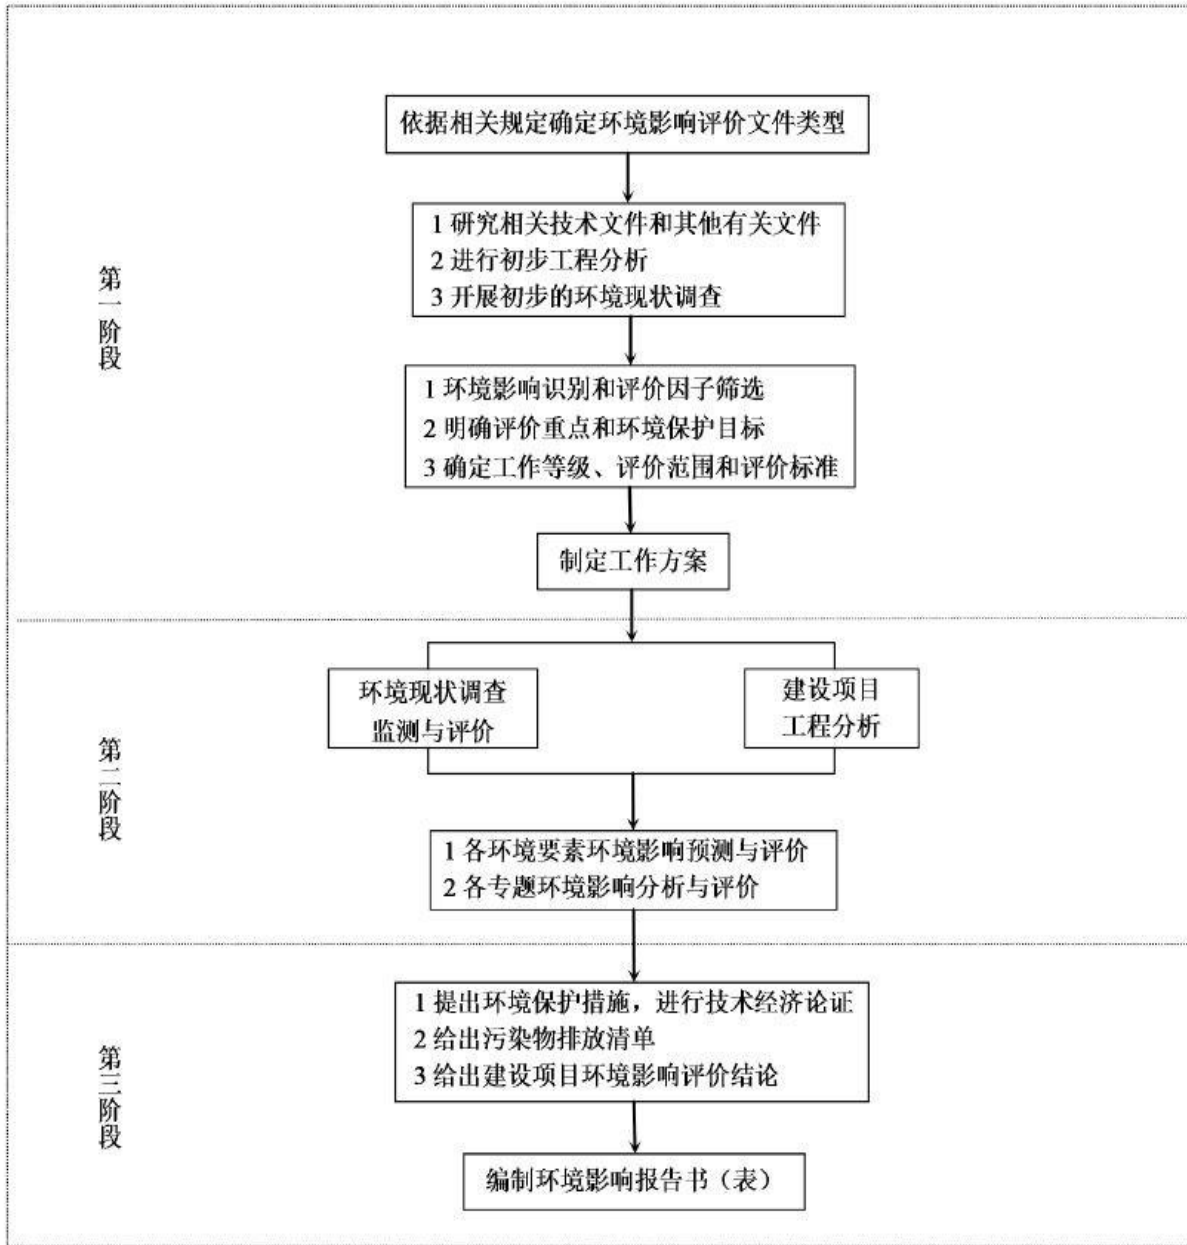 依据相关规定确定环境影响评价文件类型
1 研究相关技术文件和其他有关文件
2 进行初步工程分析
3 开展初步的环境现状调查
第一阶段
1 环境影响识别和评价因子筛选
2 明确评价重点和环境保护目标
3 确定工作等级、评价范围和评价标准
制定工作方案
环境现状调查
监测与评价
建设项目
工程分析
第二阶段
1 各环境要素环境影响预测与评价
2 各专题环境影响分析与评价
1 提出环境保护措施，进行技术经济论证
2 给出污染物排放清单
3 给出建设项目环境影响评价结论
第三阶段
编制环境影响报告书（表）